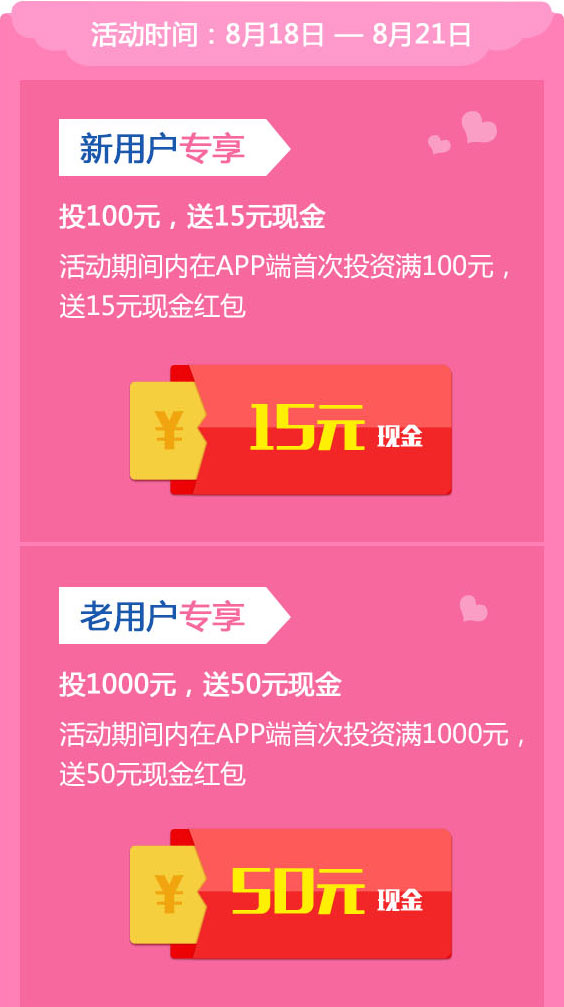 活动时间：8月18日 — 8月21日
新用户专享
投100元，送15元现金
活动期间内在APP端首次投资满100元，
送15元现金红包
¥
15元 现金
老用户专享
投1000元，送50元现金
活动期间内在APP端首次投资满1000元，
送50元现金红包
¥
50元 现金